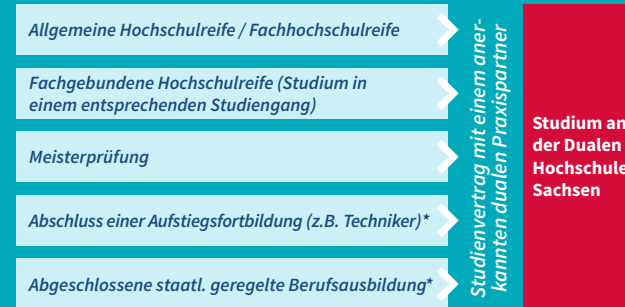 Allgemeine Hochschulreife / Fachhochschulreife
Fachgebundene Hochschulreife (Studium in
einem entsprechenden Studiengang)
Meisterprüfung
Abschluss einer Aufstiegsfortbildung (z.B. Techniker)*
Abgeschlossene staatl. geregelte Berufsausbildung*
Studienvertrag mit einem aner-
kannten dualen Praxispartner
Studium an
der Dualen
Hochschule
Sachsen